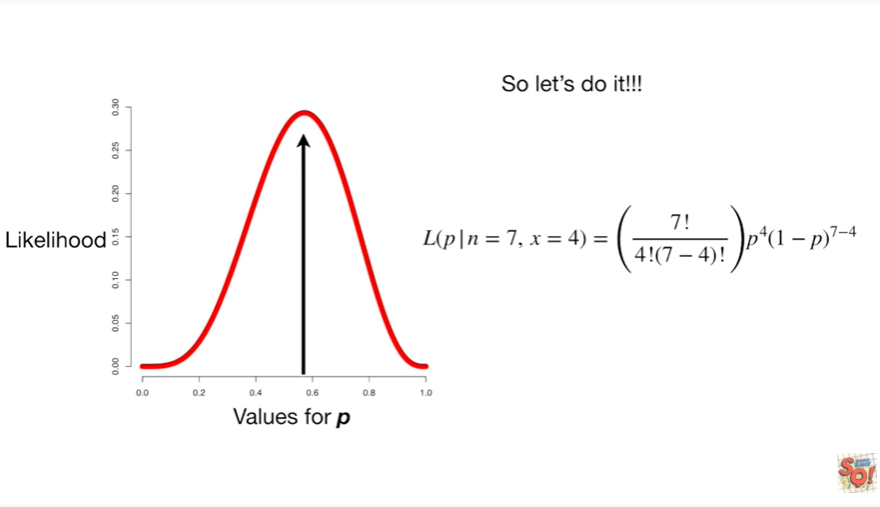 So let's do it!!!
0.30
0.25
0.20
Likelihood 0.15
0.10
0.05
0.00
0.0 0.2 0.4 0.6 0.8 1.0
Values for p
L(p|n = 7, x = 4) = (7! / 4!(7 − 4)!) p⁴(1 − p)⁷⁻⁴
SQ!